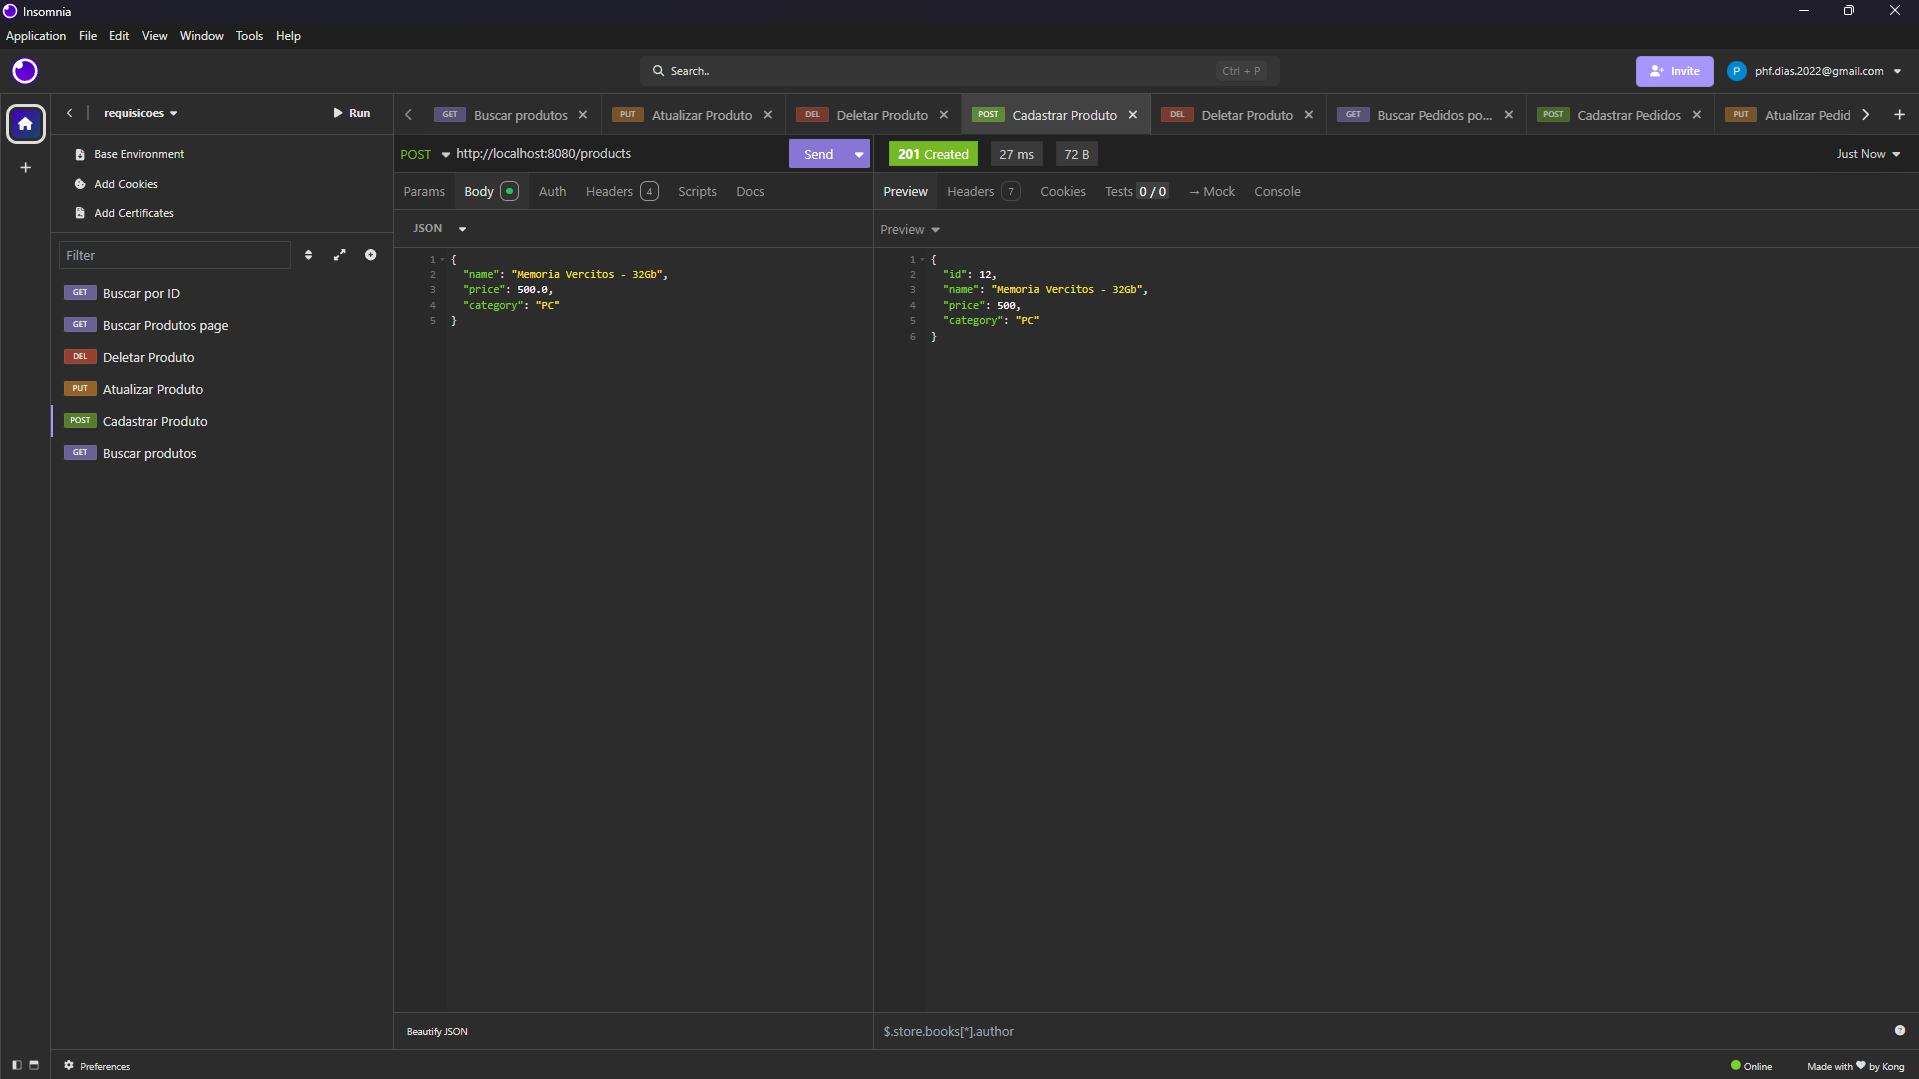 Insomnia
Application File Edit View Window Tools Help
Search.. Ctrl + P
Invite
P phf.dias.2022@gmail.com
requisicoes Run
GET Buscar produtos
PUT Atualizar Produto
DEL Deletar Produto
POST Cadastrar Produto
DEL Deletar Produto
GET Buscar Pedidos po...
POST Cadastrar Pedidos
PUT Atualizar Pedid
Base Environment
Add Cookies
Add Certificates
Filter
GET Buscar por ID
GET Buscar Produtos page
DEL Deletar Produto
PUT Atualizar Produto
POST Cadastrar Produto
GET Buscar produtos
POST http://localhost:8080/products Send
Params Body Auth Headers 4 Scripts Docs
JSON
1 {
2 "name": "Memoria Vercitos - 32Gb",
3 "price": 500.0,
4 "category": "PC"
5 }
Beautify JSON
201 Created 27 ms 72 B Just Now
Preview Headers 7 Cookies Tests 0 / 0 → Mock Console
Preview
1 {
2 "id": 12,
3 "name": "Memoria Vercitos - 32Gb",
4 "price": 500,
5 "category": "PC"
6 }
$.store.books[*].author
Preferences
Online
Made with ♥ by Kong